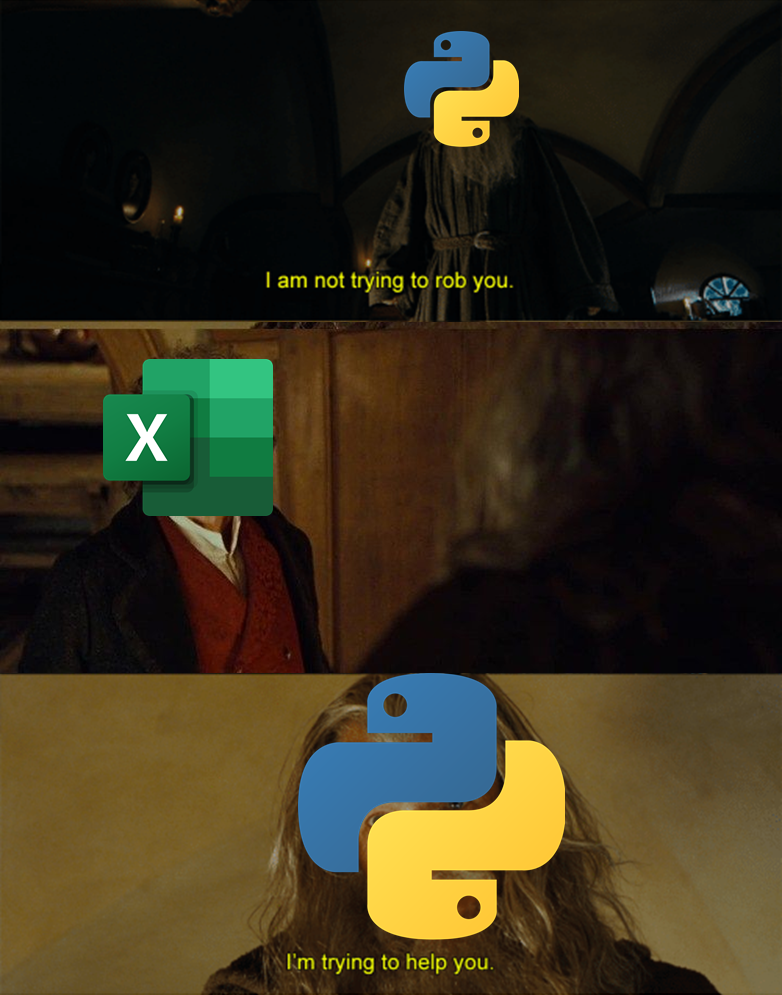 I am not trying to rob you.
X
I'm trying to help you.